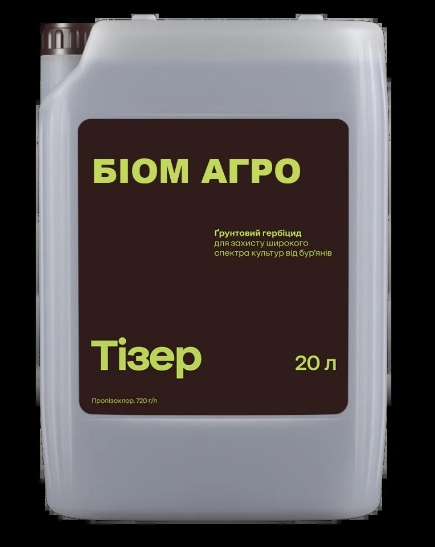 БІОМ АГРО
Ґрунтовий гербіцид
для захисту широкого
спектра культур від бур'янів
Тізер
20 л
Пропізохлор, 720 г/л